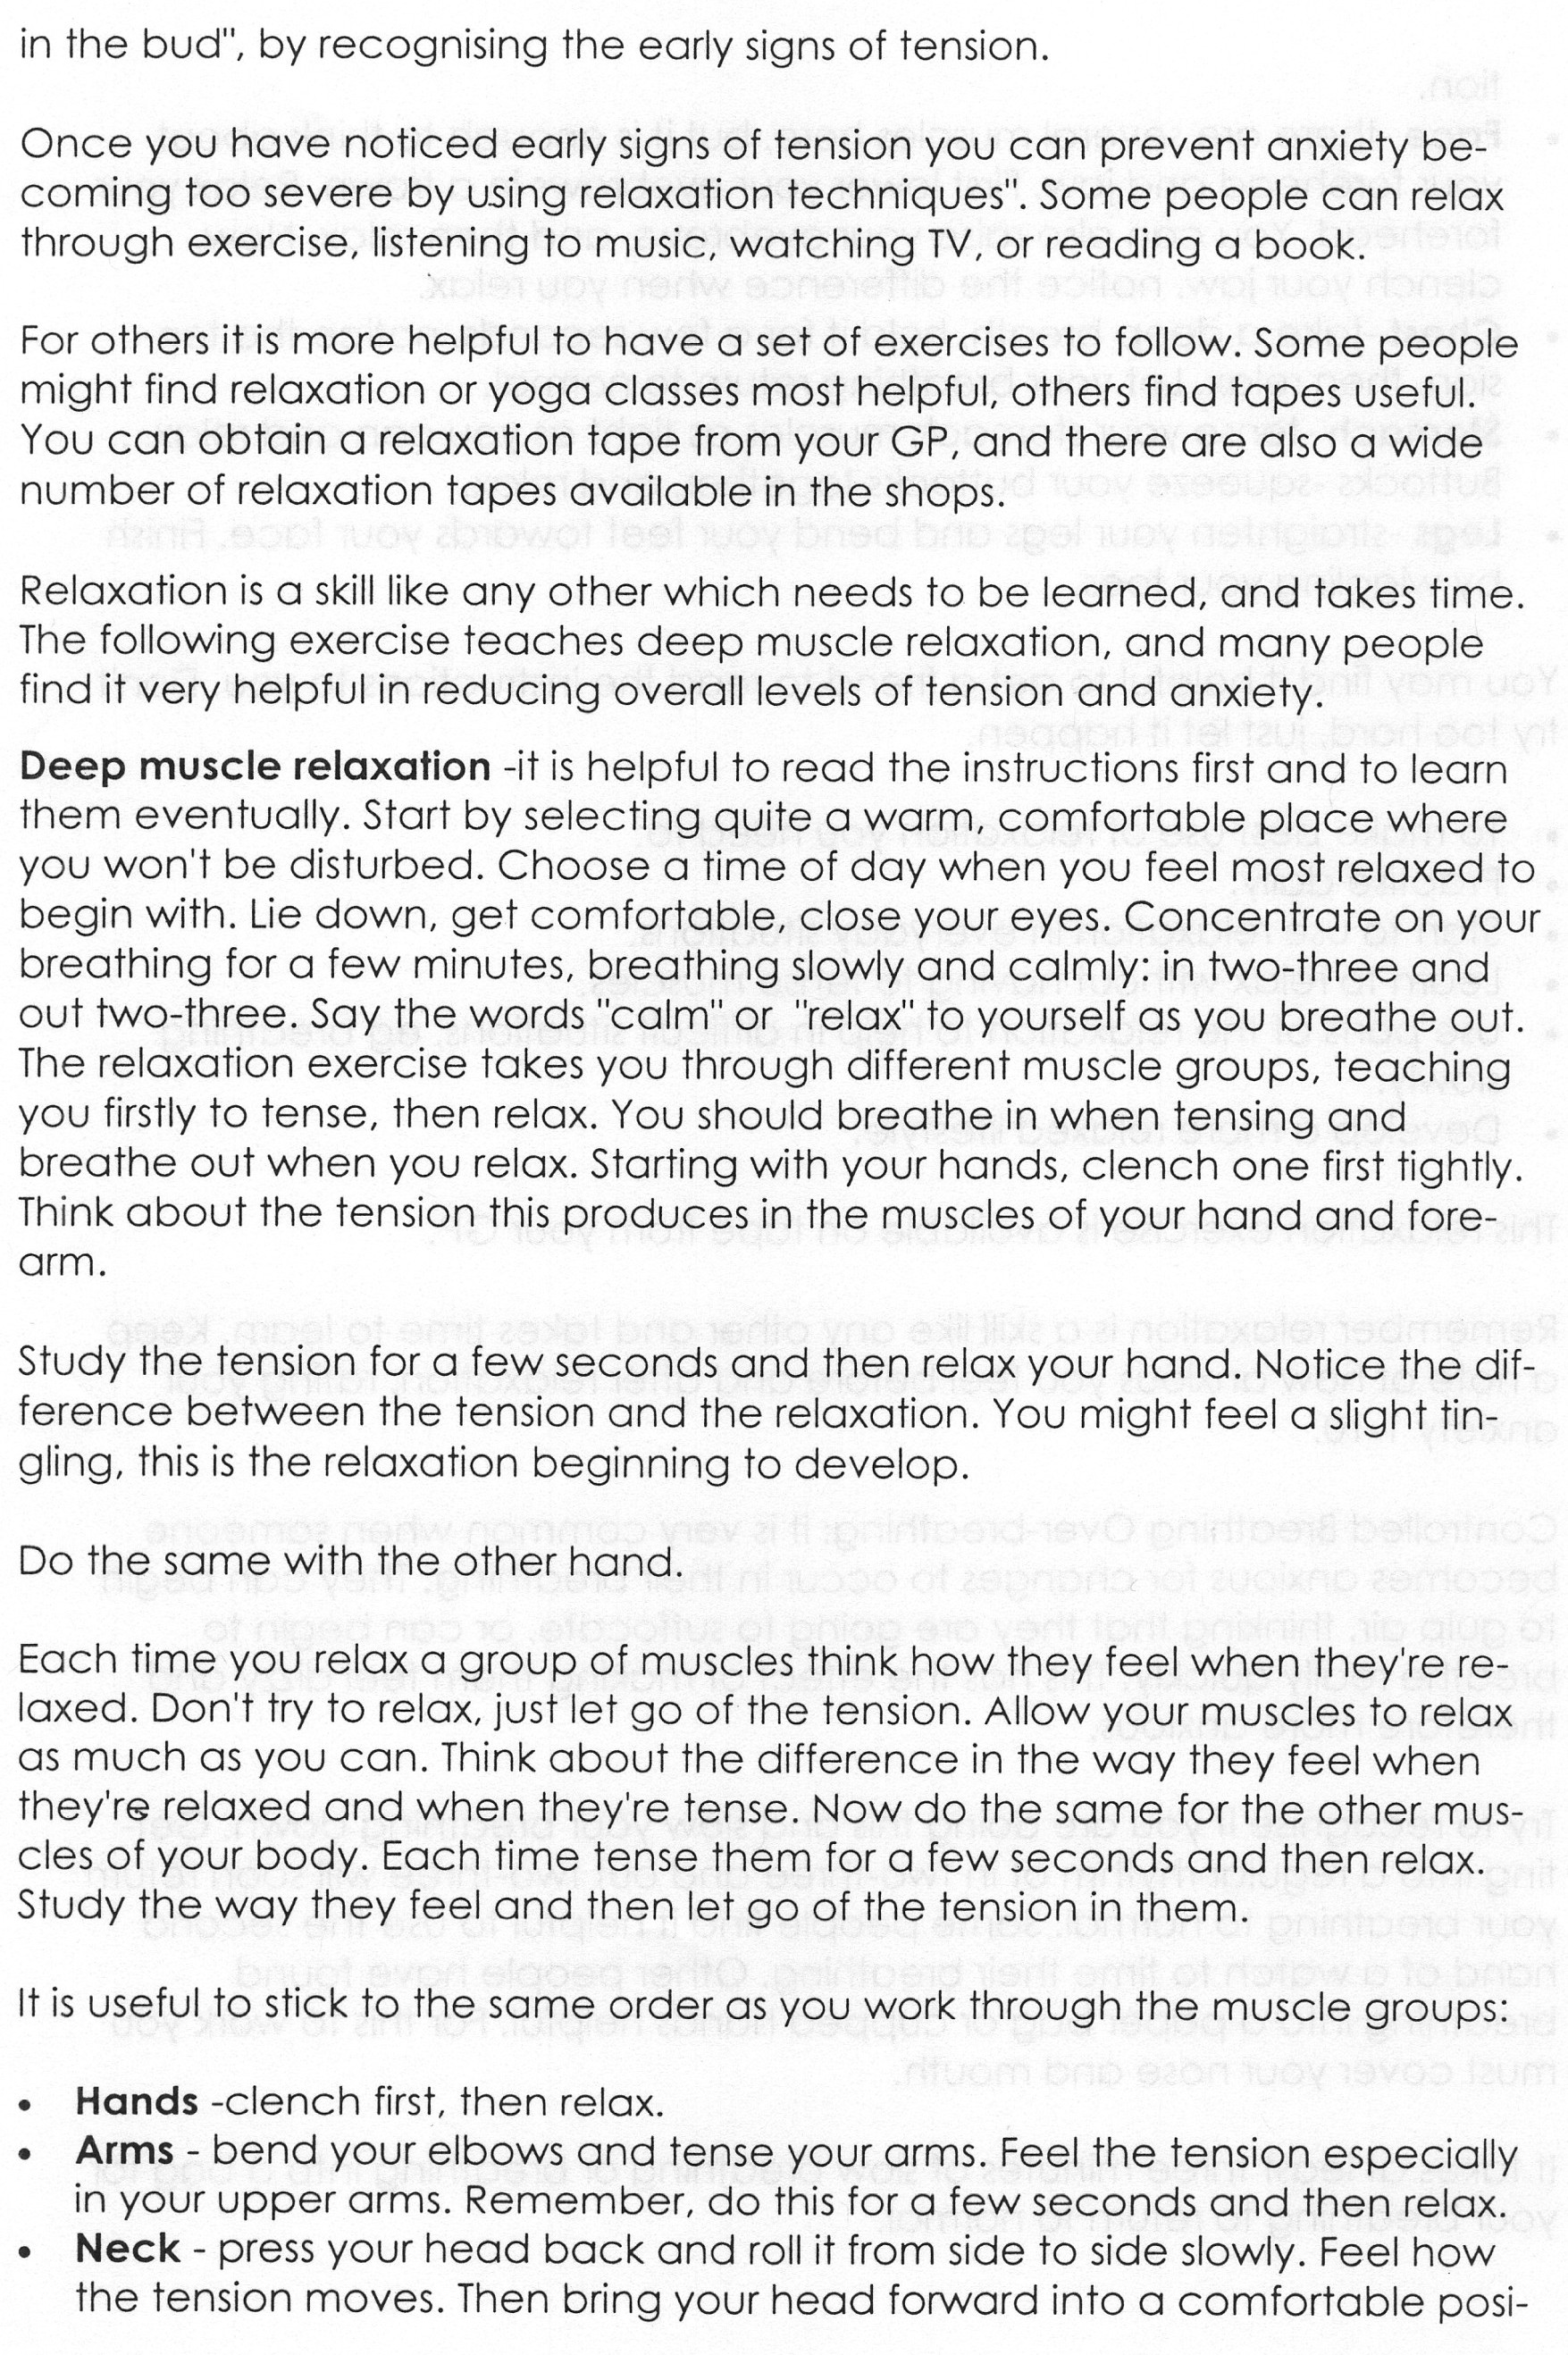 in the bud", by recognising the early signs of tension.
Once you have noticed early signs of tension you can prevent anxiety be-
coming too severe by using relaxation techniques". Some people can relax
through exercise, listening to music, watching TV, or reading a book.
For others it is more helpful to have a set of exercises to follow. Some people
might find relaxation or yoga classes most helpful, others find tapes useful.
You can obtain a relaxation tape from your GP, and there are also a wide
number of relaxation tapes available in the shops.
Relaxation is a skill like any other which needs to be learned, and takes time.
The following exercise teaches deep muscle relaxation, and many people
find it very helpful in reducing overall levels of tension and anxiety.
Deep muscle relaxation -it is helpful to read the instructions first and to learn
them eventually. Start by selecting quite a warm, comfortable place where
you won't be disturbed. Choose a time of day when you feel most relaxed to
begin with. Lie down, get comfortable, close your eyes. Concentrate on your
breathing for a few minutes, breathing slowly and calmly: in two-three and
out two-three. Say the words "calm" or "relax" to yourself as you breathe out.
The relaxation exercise takes you through different muscle groups, teaching
you firstly to tense, then relax. You should breathe in when tensing and
breathe out when you relax. Starting with your hands, clench one first tightly.
Think about the tension this produces in the muscles of your hand and fore-
arm.
Study the tension for a few seconds and then relax your hand. Notice the dif-
ference between the tension and the relaxation. You might feel a slight tin-
gling, this is the relaxation beginning to develop.
Do the same with the other hand.
Each time you relax a group of muscles think how they feel when they're re-
laxed. Don't try to relax, just let go of the tension. Allow your muscles to relax
as much as you can. Think about the difference in the way they feel when
they're relaxed and when they're tense. Now do the same for the other mus-
cles of your body. Each time tense them for a few seconds and then relax.
Study the way they feel and then let go of the tension in them.
It is useful to stick to the same order as you work through the muscle groups:
• Hands -clench first, then relax.
• Arms - bend your elbows and tense your arms. Feel the tension especially
in your upper arms. Remember, do this for a few seconds and then relax.
• Neck - press your head back and roll it from side to side slowly. Feel how
the tension moves. Then bring your head forward into a comfortable posi-